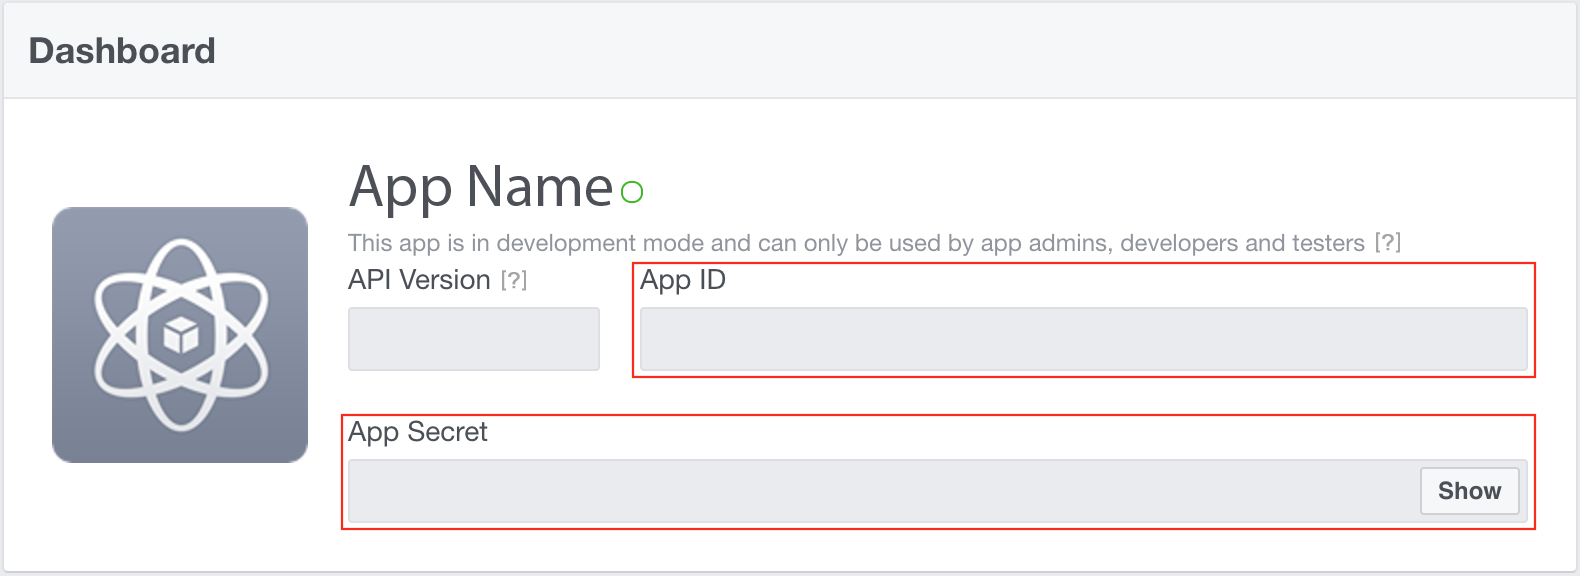 Dashboard
App Name
This app is in development mode and can only be used by app admins, developers and testers [?]
API Version [?]
App ID
App Secret
Show